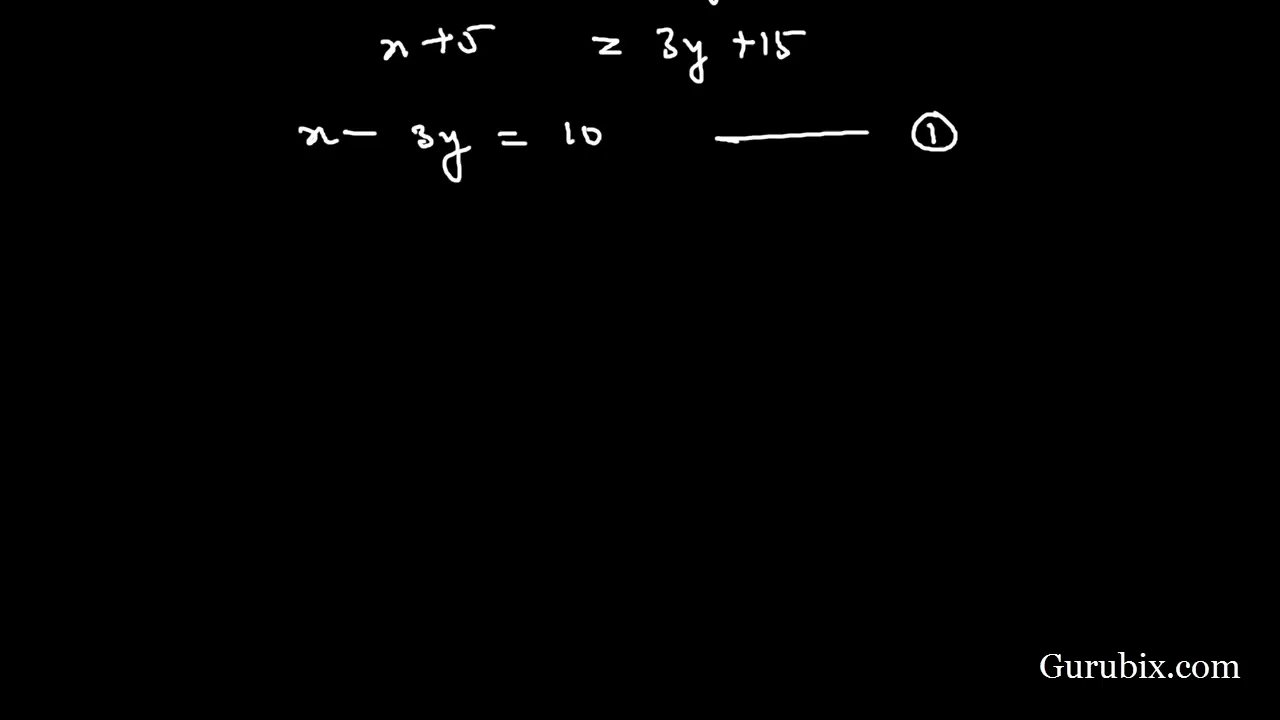 x + 5 = 3y + 15
x - 3y = 10 ——— ①
Gurubix.com